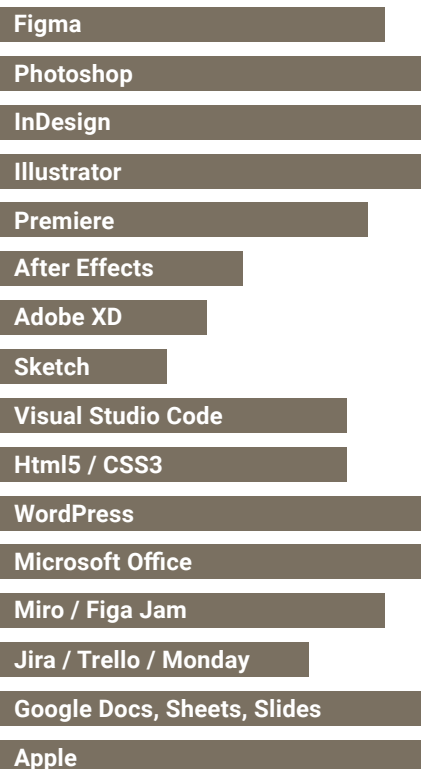 Figma
Photoshop
InDesign
Illustrator
Premiere
After Effects
Adobe XD
Sketch
Visual Studio Code
Html5 / CSS3
WordPress
Microsoft Office
Miro / Figa Jam
Jira / Trello / Monday
Google Docs, Sheets, Slides
Apple